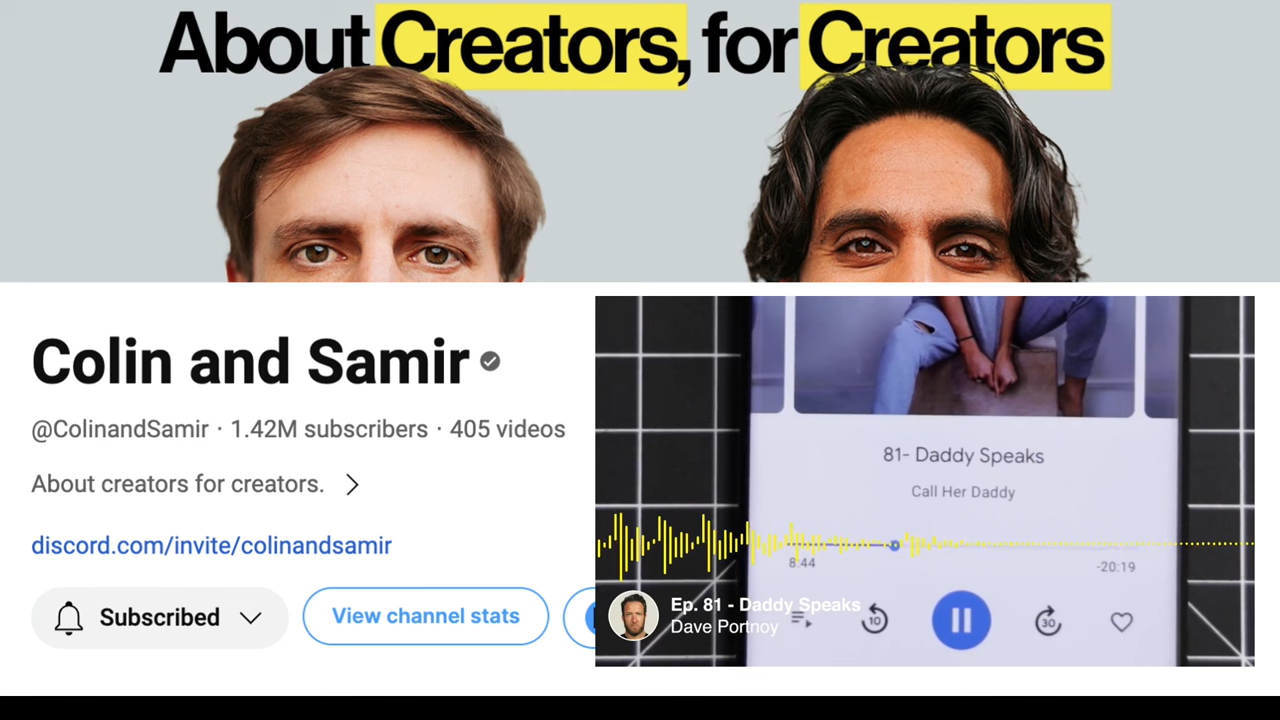 About Creators, for Creators
Colin and Samir
@ColinandSamir · 1.42M subscribers · 405 videos
About creators for creators.
discord.com/invite/colinandsamir
Subscribed
View channel stats
81- Daddy Speaks
Call Her Daddy
8:44
-20:19
10
30
Ep. 81 - Daddy Speaks
Dave Portnoy